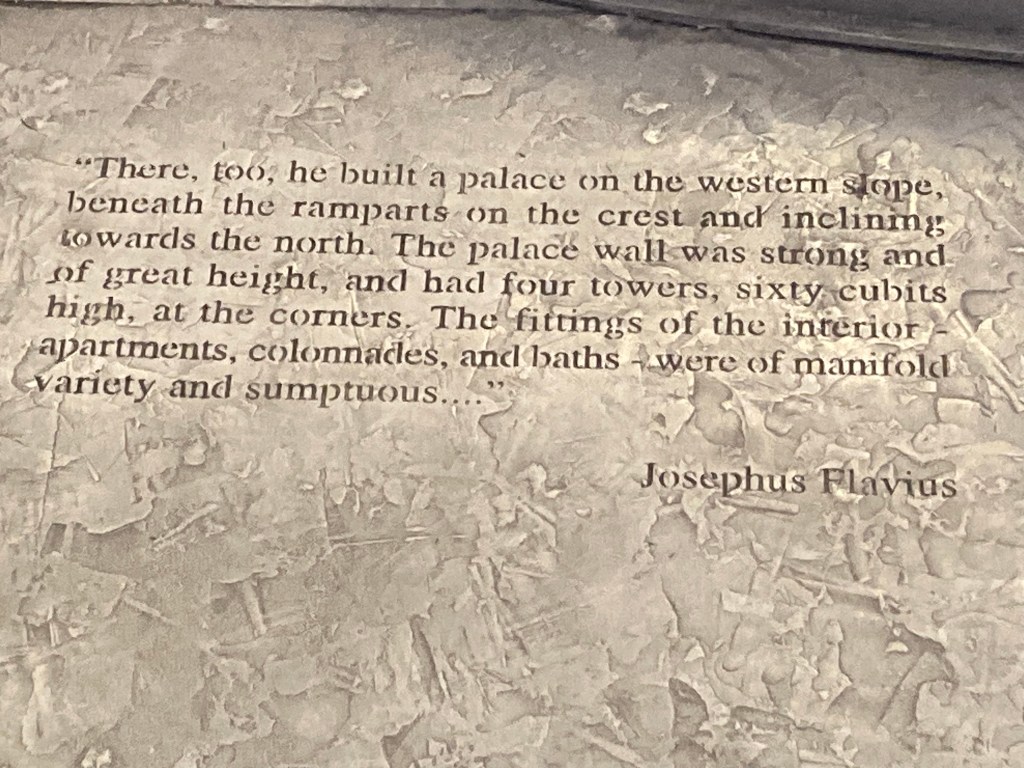 “There, too, he built a palace on the western slope,
beneath the ramparts on the crest and inclining
towards the north. The palace wall was strong and
of great height, and had four towers, sixty cubits
high, at the corners. The fittings of the interior -
apartments, colonnades, and baths - were of manifold
variety and sumptuous....”
Josephus Flavius